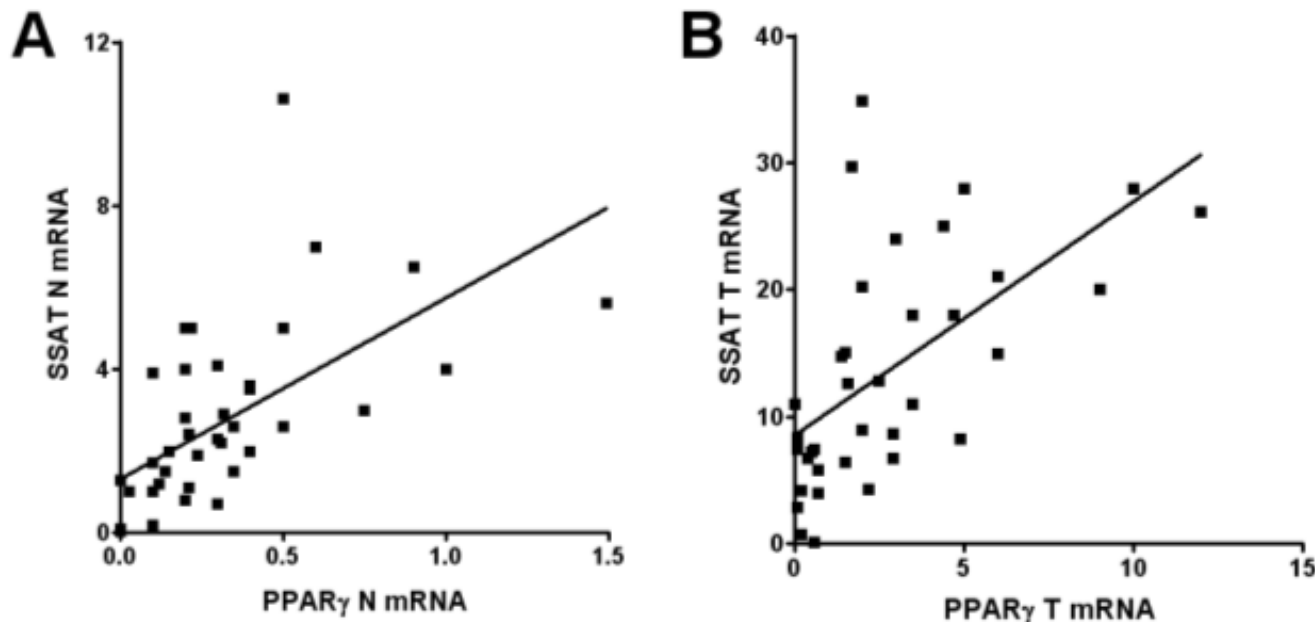 A
12
8
4
0
SSAT N mRNA
0.0 0.5 1.0 1.5
PPARγ N mRNA
B
40
30
20
10
0
SSAT T mRNA
0 5 10 15
PPARγ T mRNA